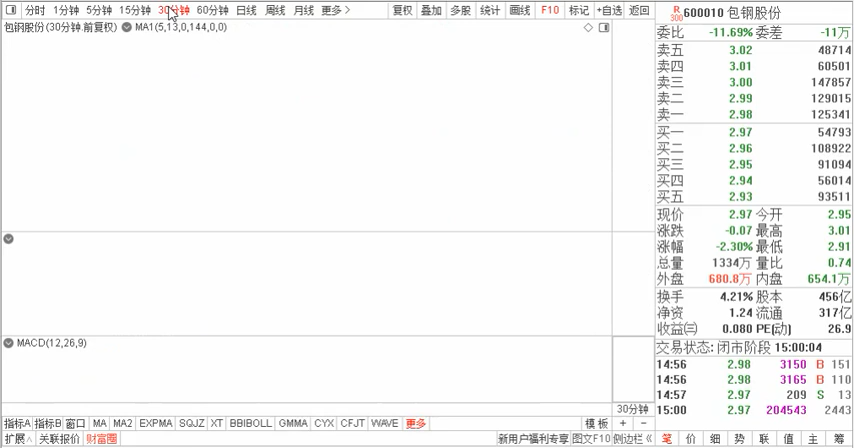 分时 1分钟 5分钟 15分钟 30分钟 60分钟 日线 周线 月线 更多 复权 叠加 多股 统计 画线 F10 标记 +自选 返回
包钢股份(30分钟.前复权) MA1(5,13,0,144,0,0)
MACD(12,26,9)
30分钟
指标A 指标B 窗口 MA MA2 EXPMA SQJZ XT BBIBOLL GMMA CYX CFJT WAVE 更多 模板 + −
扩展∧ 关联报价 财富圈 新用户福利专享 图文F10 侧边栏《
R 300 600010 包钢股份
委比 -11.69% 委差 -11万
卖五 3.02 48714
卖四 3.01 60501
卖三 3.00 147857
卖二 2.99 129015
卖一 2.98 125341
买一 2.97 54793
买二 2.96 108922
买三 2.95 91094
买四 2.94 56014
买五 2.93 93511
现价 2.97 今开 2.95
涨跌 -0.07 最高 3.01
涨幅 -2.30% 最低 2.91
总量 1334万 量比 0.74
外盘 680.8万 内盘 654.1万
换手 4.21% 股本 456亿
净资 1.24 流通 317亿
收益㈢ 0.080 PE(动) 26.9
交易状态: 闭市阶段 15:00:04
14:56 2.98 3150 B 151
14:56 2.98 3165 B 110
14:57 2.97 209 S 13
15:00 2.97 204543 2443
笔 价 细 势 联 值 主 筹